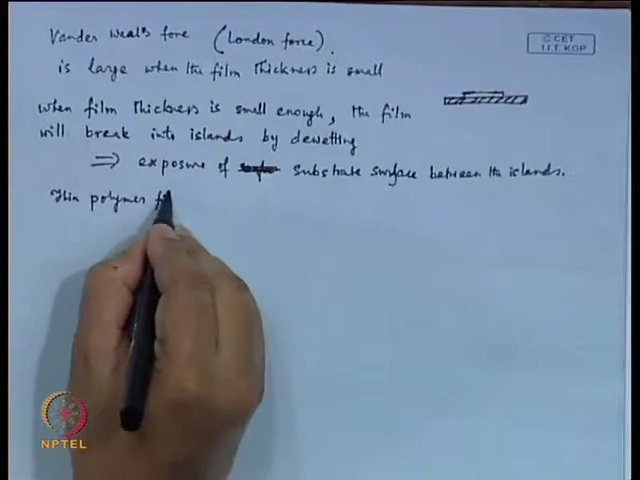 Vander Weal's force (London force).
© CET
I.I.T. KGP
is large when the film thickness is small
when film thickness is small enough, the film
will break into islands by dewetting
⇒ exposure of substrate surface between the islands.
Thin polymer f
NPTEL